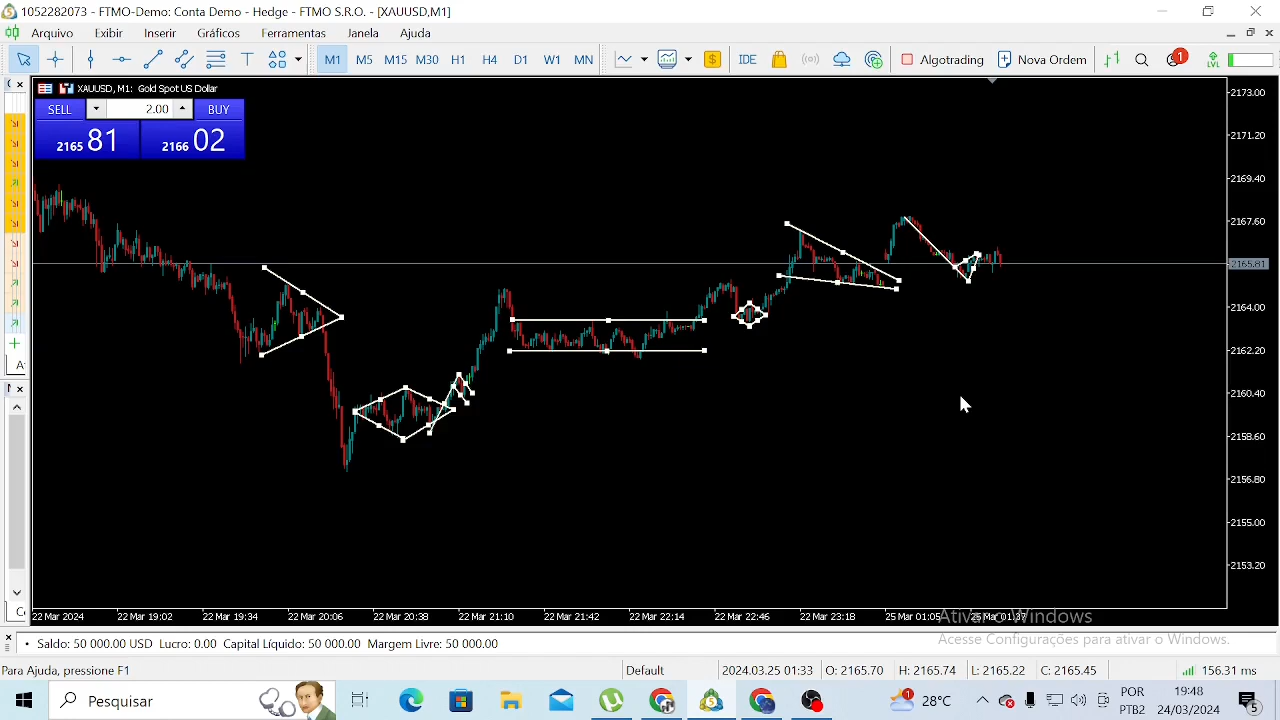 1052282073 - FTMO-Demo: Conta Demo - Hedge - FTMO S.R.O. - [XAUUSD,M1]
Arquivo Exibir Inserir Gráficos Ferramentas Janela Ajuda
M1 M5 M15 M30 H1 H4 D1 W1 MN IDE Algotrading Nova Ordem 1 LVL
XAUUSD, M1: Gold Spot US Dollar
SELL 2.00 BUY
2165 81 2166 02
2173.00
2171.20
2169.40
2167.60
2165.81
2164.00
2162.20
2160.40
2158.60
2156.80
2155.00
2153.20
22 Mar 2024 22 Mar 19:02 22 Mar 19:34 22 Mar 20:06 22 Mar 20:38 22 Mar 21:10 22 Mar 21:42 22 Mar 22:14 22 Mar 22:46 22 Mar 23:18 25 Mar 01:05 25 Mar 01:37
Ativar o Windows
Acesse Configurações para ativar o Windows.
Saldo: 50 000.00 USD Lucro: 0.00 Capital Líquido: 50 000.00 Margem Livre: 50 000.00
Para Ajuda, pressione F1 Default 2024.03.25 01:33 O: 2165.70 H: 2165.74 L: 2165.22 C: 2165.45 156.31 ms
Pesquisar 1 28°C POR 19:48
PTB2 24/03/2024 5